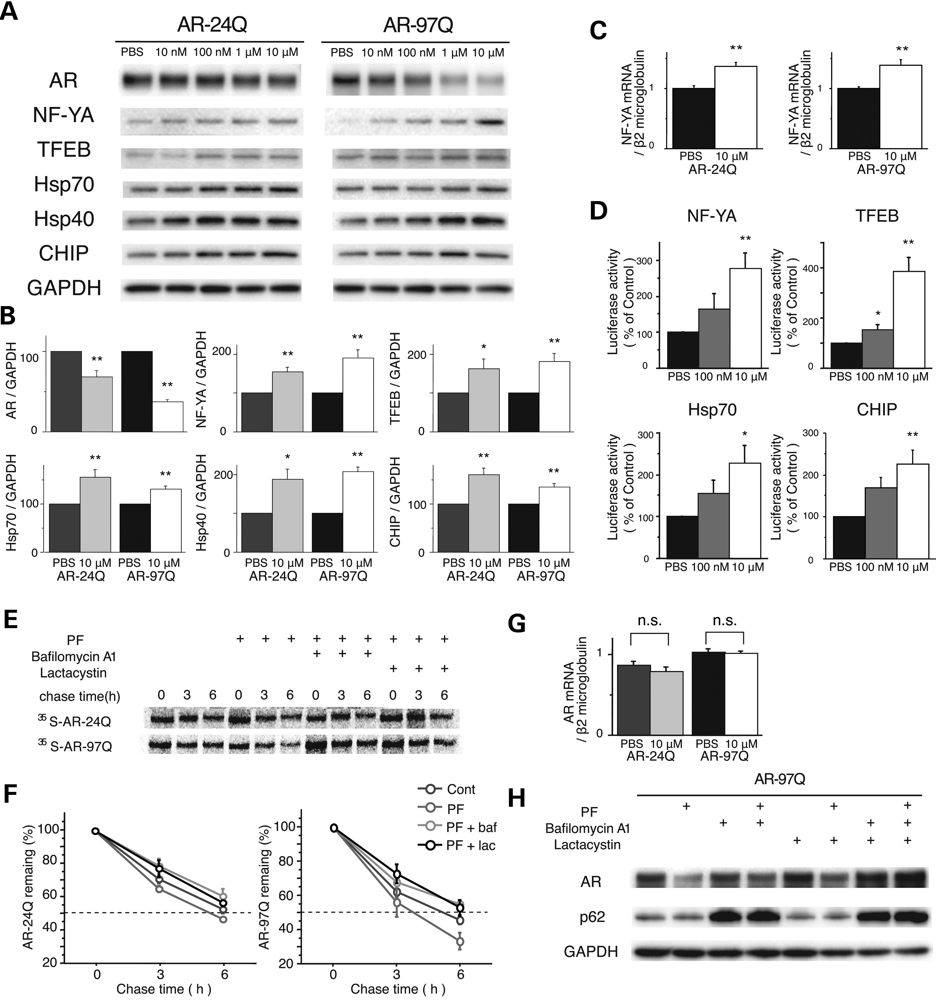 A
AR-24Q AR-97Q
PBS 10 nM 100 nM 1 µM 10 µM PBS 10 nM 100 nM 1 µM 10 µM
AR
NF-YA
TFEB
Hsp70
Hsp40
CHIP
GAPDH
B
AR / GAPDH
100
0
** **
NF-YA / GAPDH
200
0
** **
TFEB / GAPDH
200
0
* **
Hsp70 / GAPDH
100
0
** **
PBS 10 µM PBS 10 µM
AR-24Q AR-97Q
Hsp40 / GAPDH
200
0
* **
PBS 10 µM PBS 10 µM
AR-24Q AR-97Q
CHIP / GAPDH
100
0
** **
PBS 10 µM PBS 10 µM
AR-24Q AR-97Q
C
NF-YA mRNA
/ β2 microglobulin
1
0
**
PBS 10 µM
AR-24Q
NF-YA mRNA
/ β2 microglobulin
1
0
**
PBS 10 µM
AR-97Q
D
NF-YA
Luciferase activity
( % of Control )
300
200
100
0
**
PBS 100 nM 10 µM
TFEB
Luciferase activity
( % of Control )
400
200
0
* **
PBS 100 nM 10 µM
Hsp70
Luciferase activity
( % of Control )
300
200
100
0
*
PBS 100 nM 10 µM
CHIP
Luciferase activity
( % of Control )
300
200
100
0
**
PBS 100 nM 10 µM
E
PF + + + + + + + + +
Bafilomycin A1 + + +
Lactacystin + + +
chase time(h) 0 3 6 0 3 6 0 3 6 0 3 6
35 S-AR-24Q
35 S-AR-97Q
F
Cont
PF
PF + baf
PF + lac
AR-24Q remaing (%)
100
80
60
40
20
0 3 6
Chase time ( h )
AR-97Q remaing (%)
100
80
60
40
20
0 3 6
Chase time ( h )
G
n.s. n.s.
AR mRNA
/ β2 microglobulin
1
0
PBS 10 µM PBS 10 µM
AR-24Q AR-97Q
H
AR-97Q
PF + + + +
Bafilomycin A1 + + + +
Lactacystin + + + +
AR
p62
GAPDH